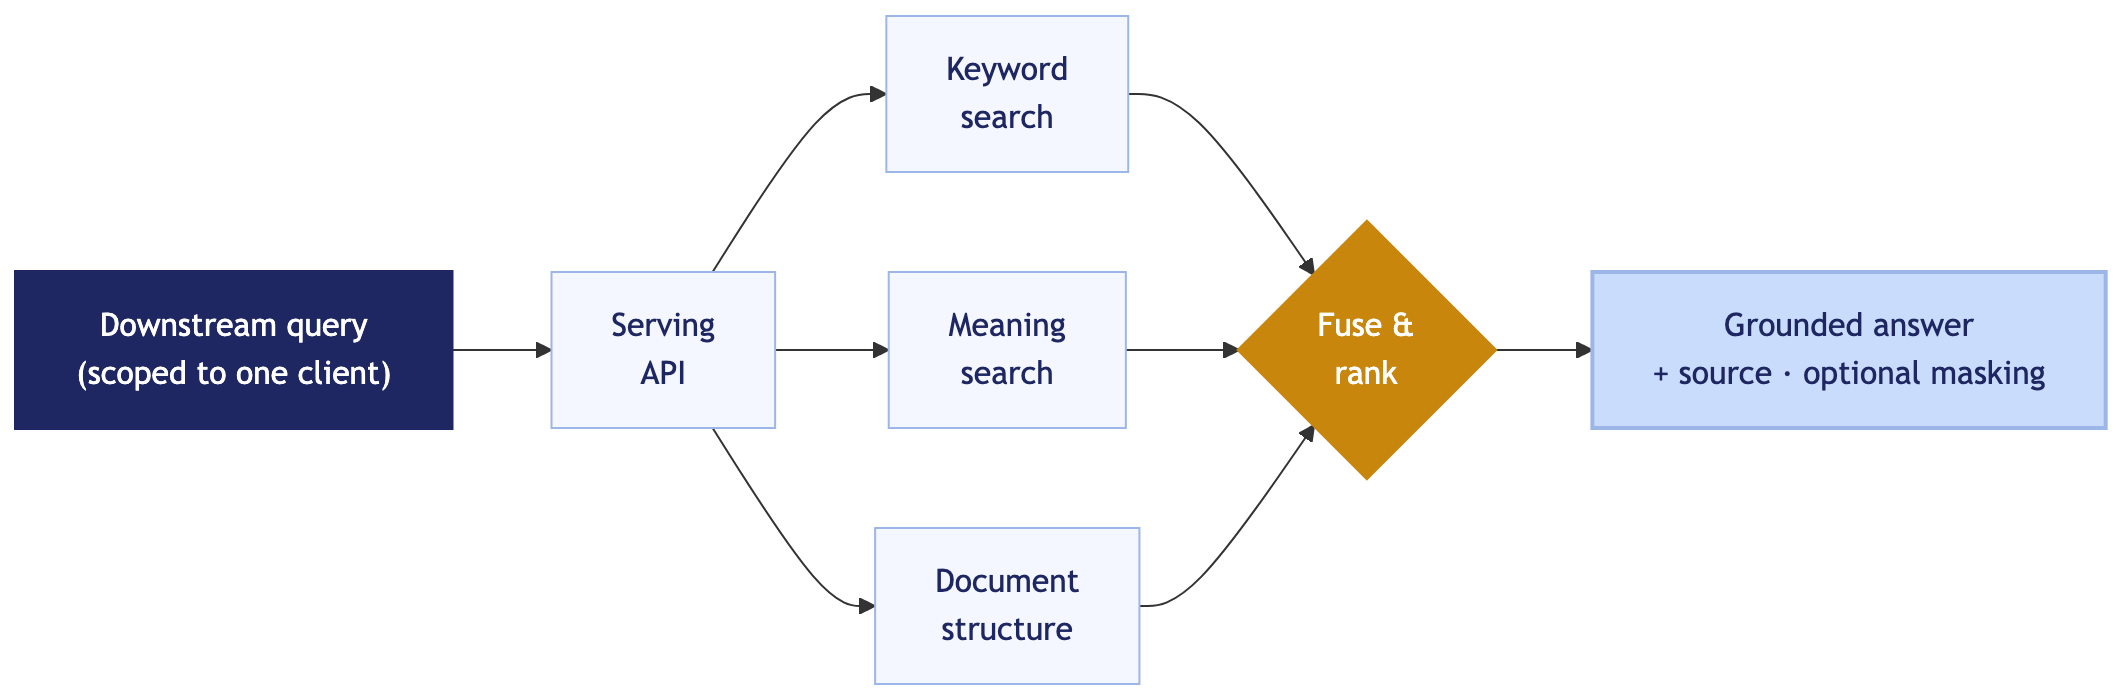 Downstream query
(scoped to one client)
Serving
API
Keyword
search
Meaning
search
Document
structure
Fuse &
rank
Grounded answer
+ source · optional masking